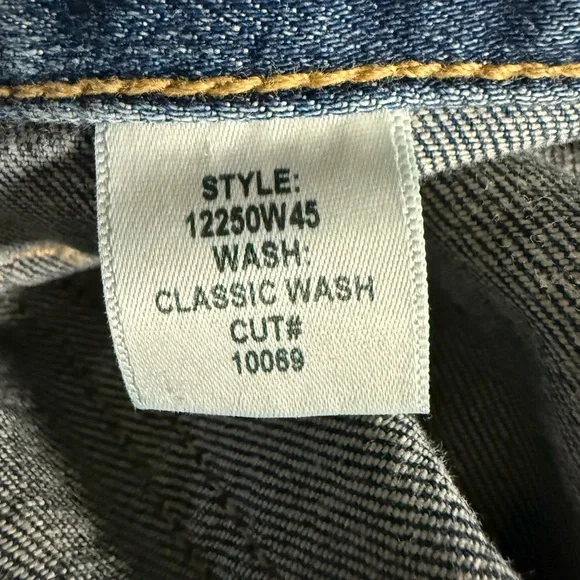 STYLE:
12250W45
WASH:
CLASSIC WASH
CUT#
10069